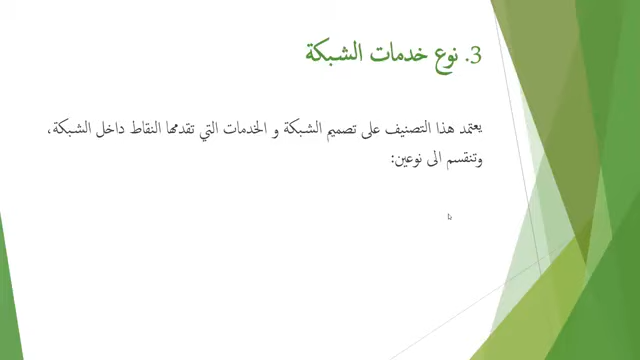 3. نوع خدمات الشبكة
يعتمد هذا التصنيف على تصميم الشبكة و الخدمات التي تقدمها النقاط داخل الشبكة،
وتنقسم الى نوعين: